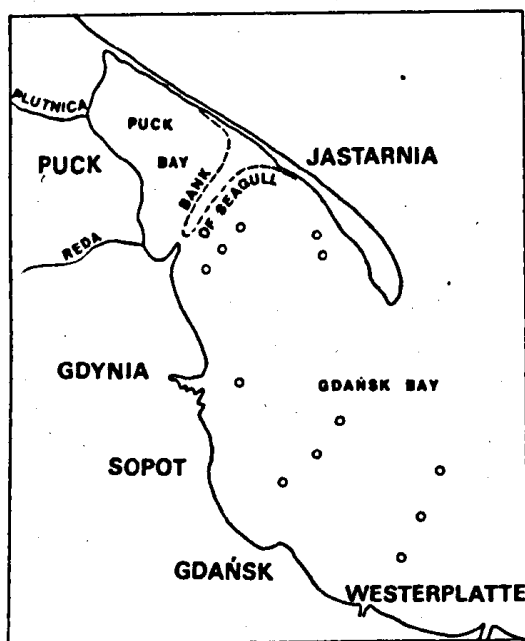 PLUTNICA
PUCK
BAY
PUCK
JASTARNIA
BANK
OF SEAGULL
REDA
GDYNIA
GDAŃSK BAY
SOPOT
GDAŃSK
WESTERPLATTE